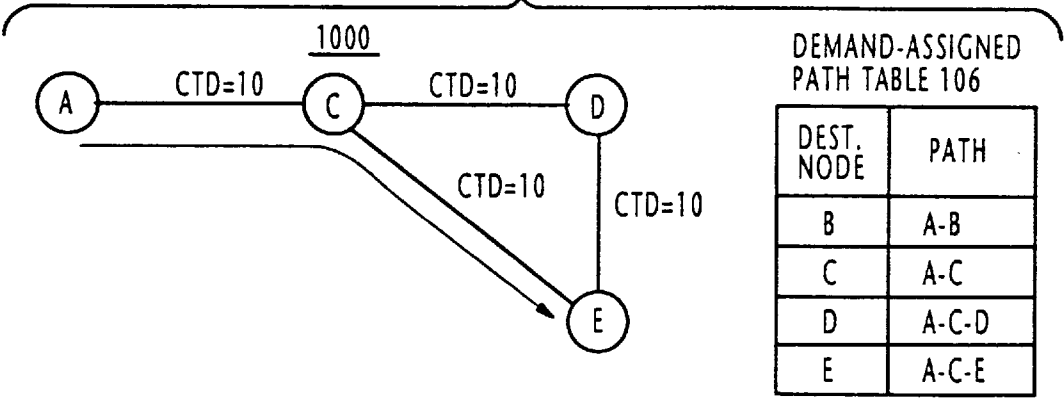 1000
A
CTD=10
C
CTD=10
D
CTD=10
CTD=10
E
DEMAND-ASSIGNED
PATH TABLE 106
DEST. NODE PATH
B A-B
C A-C
D A-C-D
E A-C-E